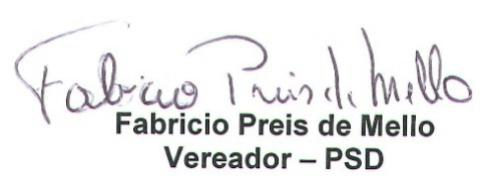 Fabricio Preis de Mello
Fabricio Preis de Mello
Vereador – PSD